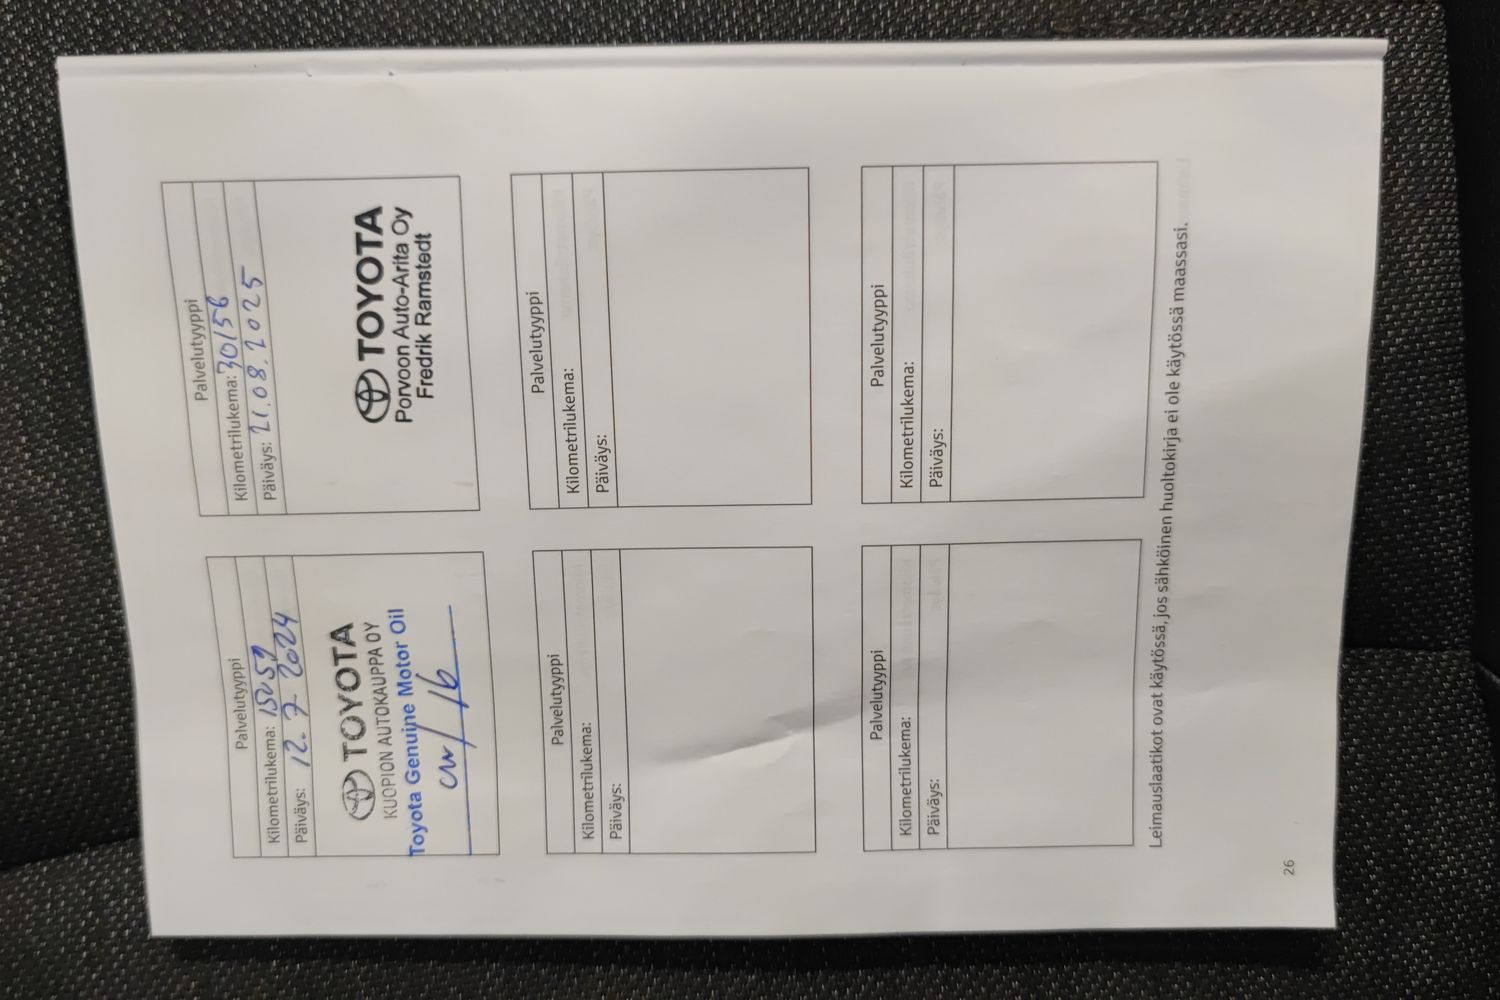 Palvelutyyppi
Kilometrilukema: 15059
Päiväys: 12. 7. 2024
TOYOTA
KUOPION AUTOKAUPPA OY
Toyota Genuine Motor Oil
Palvelutyyppi
Kilometrilukema: 30156
Päiväys: 21.08.2025
TOYOTA
Porvoon Auto-Arita Oy
Fredrik Ramstedt
Palvelutyyppi
Kilometrilukema:
Päiväys:
Palvelutyyppi
Kilometrilukema:
Päiväys:
Palvelutyyppi
Kilometrilukema:
Päiväys:
Palvelutyyppi
Kilometrilukema:
Päiväys:
Leimauslaatikot ovat käytössä, jos sähköinen huoltokirja ei ole käytössä maassasi.
26